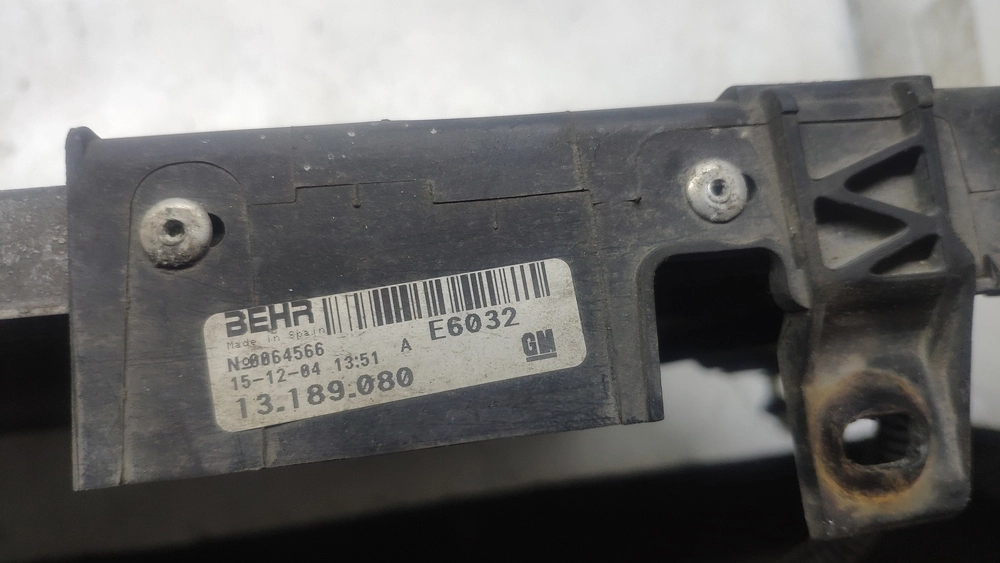 BEHR
Made in Spain
E6032
Nº0064566
15-12-04 13:51 A
GM
13.189.080